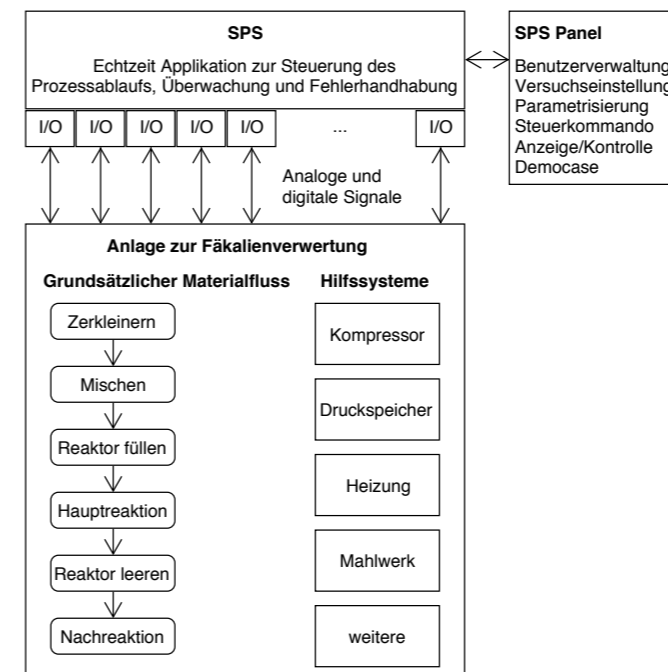 SPS
Echtzeit Applikation zur Steuerung des
Prozessablaufs, Überwachung und Fehlerhandhabung
I/O I/O I/O I/O I/O ... I/O
SPS Panel
Benutzerverwaltung
Versuchseinstellung
Parametrisierung
Steuerkommando
Anzeige/Kontrolle
Democase
Analoge und
digitale Signale
Anlage zur Fäkalienverwertung
Grundsätzlicher Materialfluss
Zerkleinern
Mischen
Reaktor füllen
Hauptreaktion
Reaktor leeren
Nachreaktion
Hilfssysteme
Kompressor
Druckspeicher
Heizung
Mahlwerk
weitere